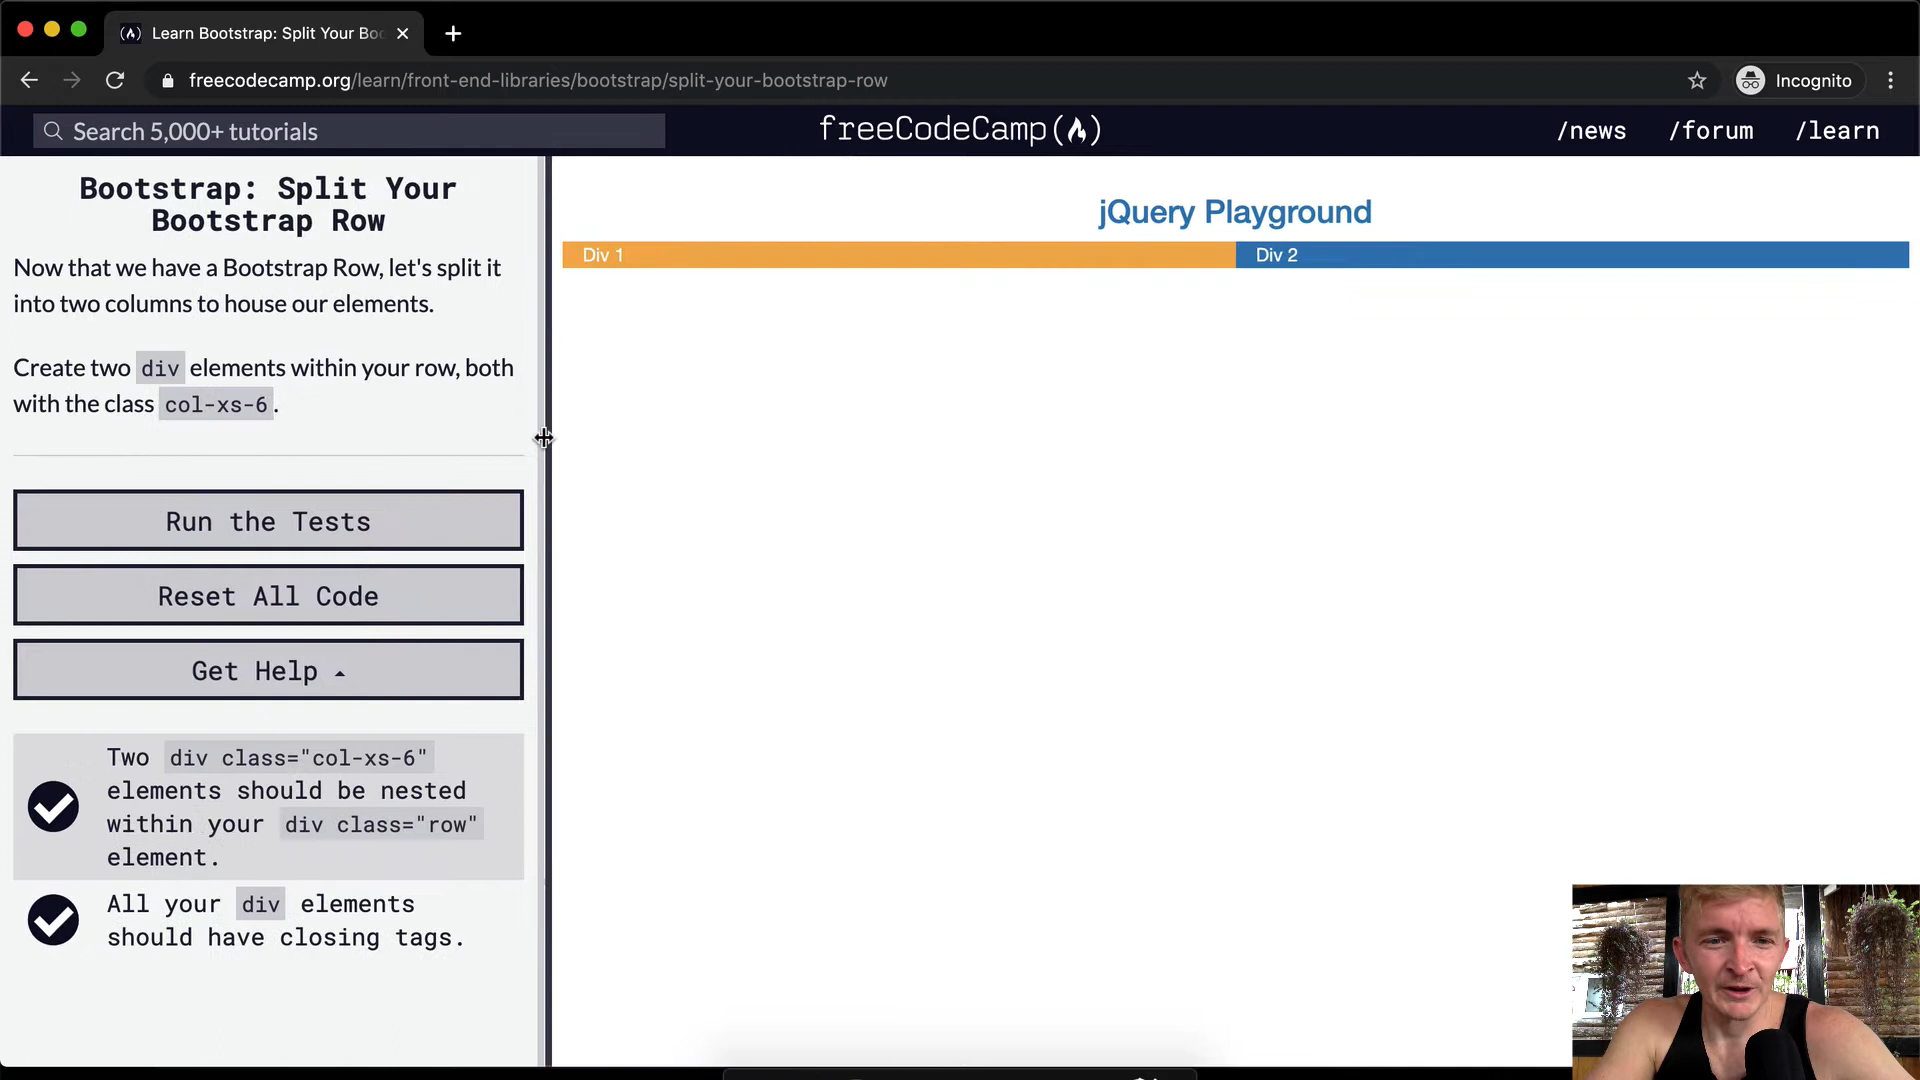 Learn Bootstrap: Split Your Boo
freecodecamp.org/learn/front-end-libraries/bootstrap/split-your-bootstrap-row
Incognito
Search 5,000+ tutorials
freeCodeCamp
/news
/forum
/learn
Bootstrap: Split Your
Bootstrap Row
Now that we have a Bootstrap Row, let's split it
into two columns to house our elements.
Create two div elements within your row, both
with the class col-xs-6.
Run the Tests
Reset All Code
Get Help
Two div class="col-xs-6"
elements should be nested
within your div class="row"
element.
All your div elements
should have closing tags.
jQuery Playground
Div 1
Div 2